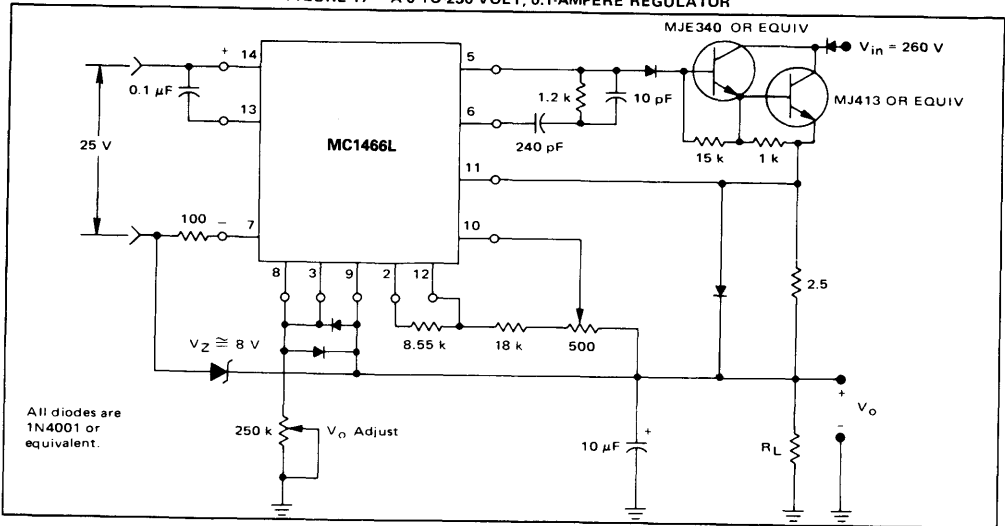 FIGURE 17 — A 0 TO 250 VOLT, 0.1-AMPERE REGULATOR
MJE340 OR EQUIV
Vin = 260 V
MJ413 OR EQUIV
+
14
0.1 µF
13
25 V
100
−
7
MC1466L
5
6
11
10
1.2 k
10 pF
240 pF
15 k
1 k
2.5
8
3
9
2
12
8.55 k
18 k
500
VZ ≅ 8 V
All diodes are
1N4001 or
equivalent.
250 k
Vo Adjust
10 µF
+
RL
+
Vo
−